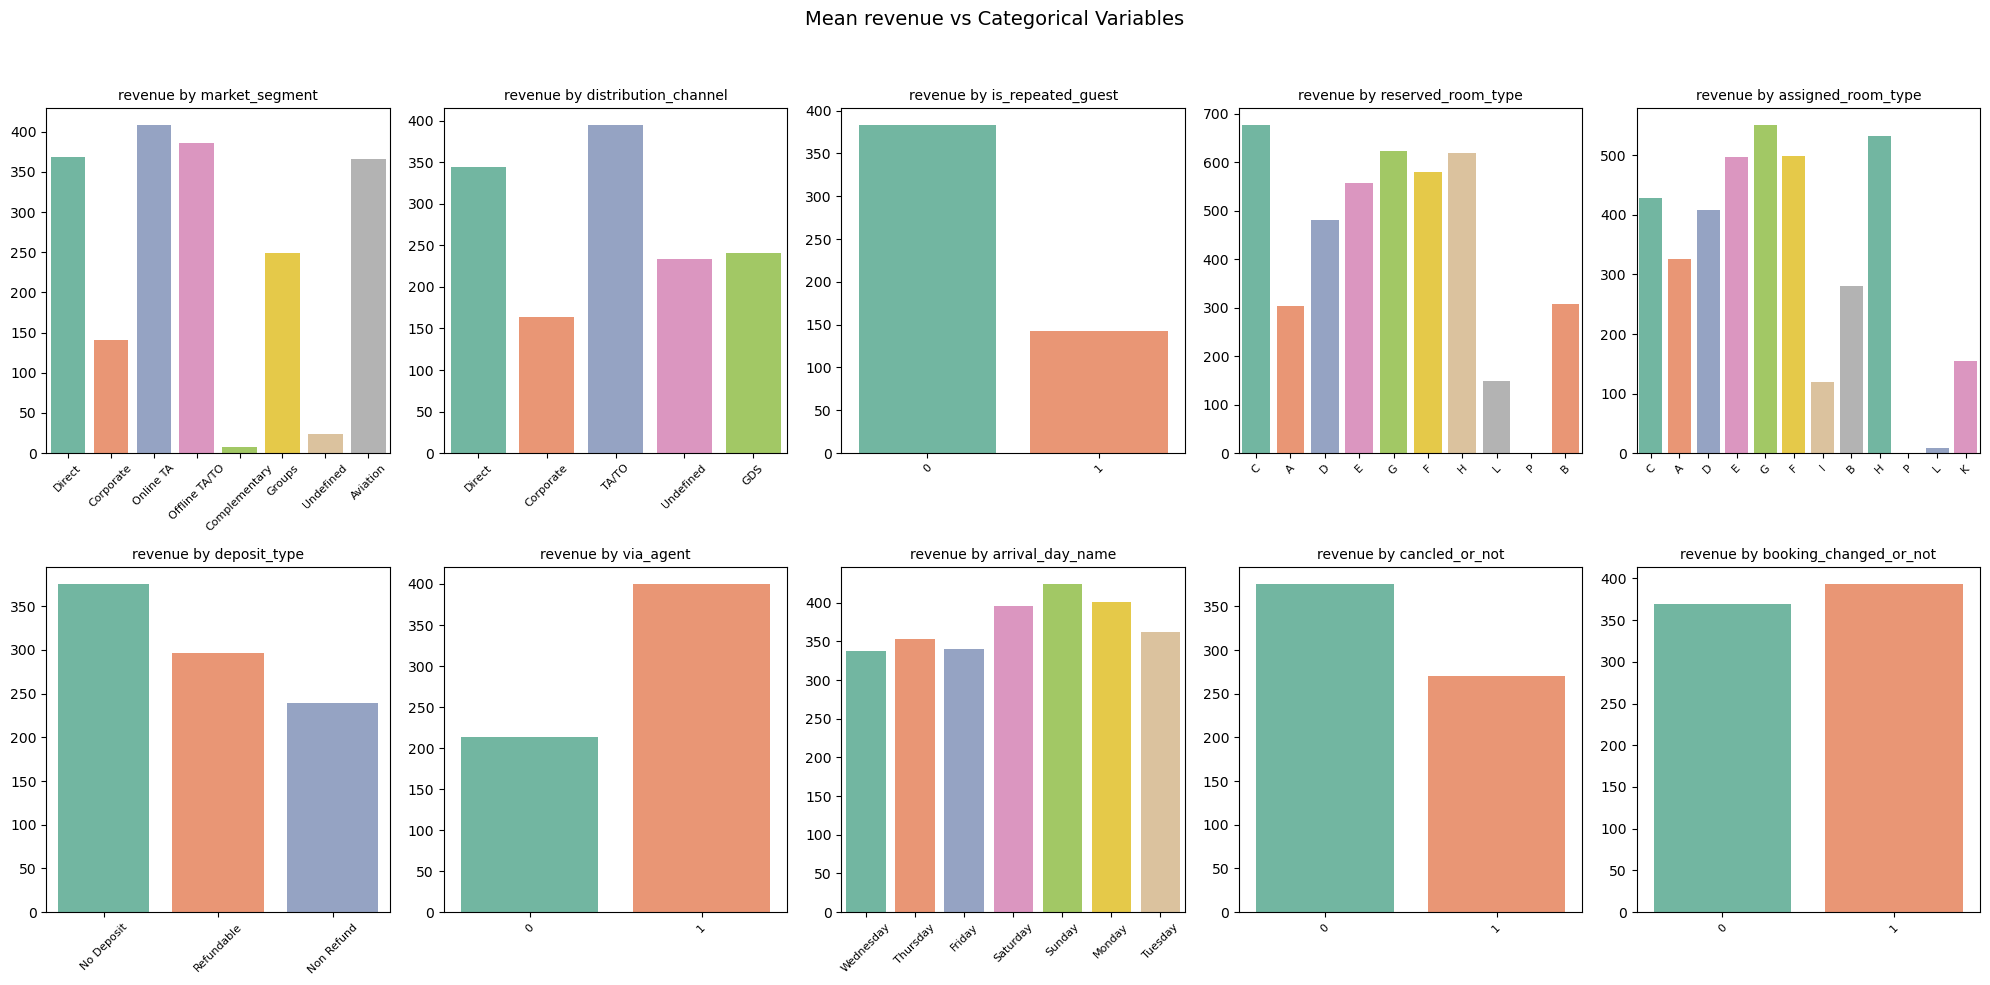 Mean revenue vs Categorical Variables
revenue by market_segment
400
350
300
250
200
150
100
50
0
Direct
Corporate
Online TA
Offline TA/TO
Complementary
Groups
Undefined
Aviation
revenue by distribution_channel
400
350
300
250
200
150
100
50
0
Direct
Corporate
TA/TO
Undefined
GDS
revenue by is_repeated_guest
400
350
300
250
200
150
100
50
0
0
1
revenue by reserved_room_type
700
600
500
400
300
200
100
0
C
A
D
E
G
F
H
L
P
B
revenue by assigned_room_type
500
400
300
200
100
0
C
A
D
E
G
F
I
B
H
P
L
K
revenue by deposit_type
350
300
250
200
150
100
50
0
No Deposit
Refundable
Non Refund
revenue by via_agent
400
350
300
250
200
150
100
50
0
0
1
revenue by arrival_day_name
400
350
300
250
200
150
100
50
0
Wednesday
Thursday
Friday
Saturday
Sunday
Monday
Tuesday
revenue by cancled_or_not
350
300
250
200
150
100
50
0
0
1
revenue by booking_changed_or_not
400
350
300
250
200
150
100
50
0
0
1